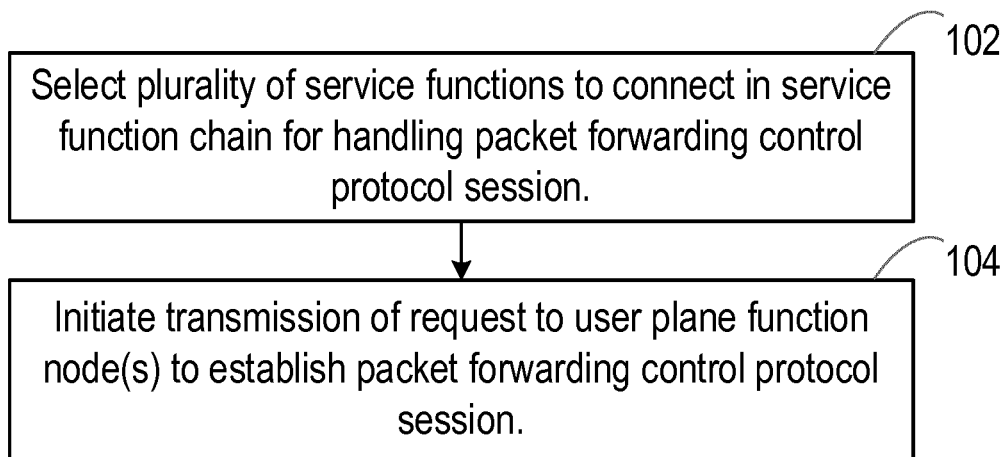 102
Select plurality of service functions to connect in service
function chain for handling packet forwarding control
protocol session.
104
Initiate transmission of request to user plane function
node(s) to establish packet forwarding control protocol
session.